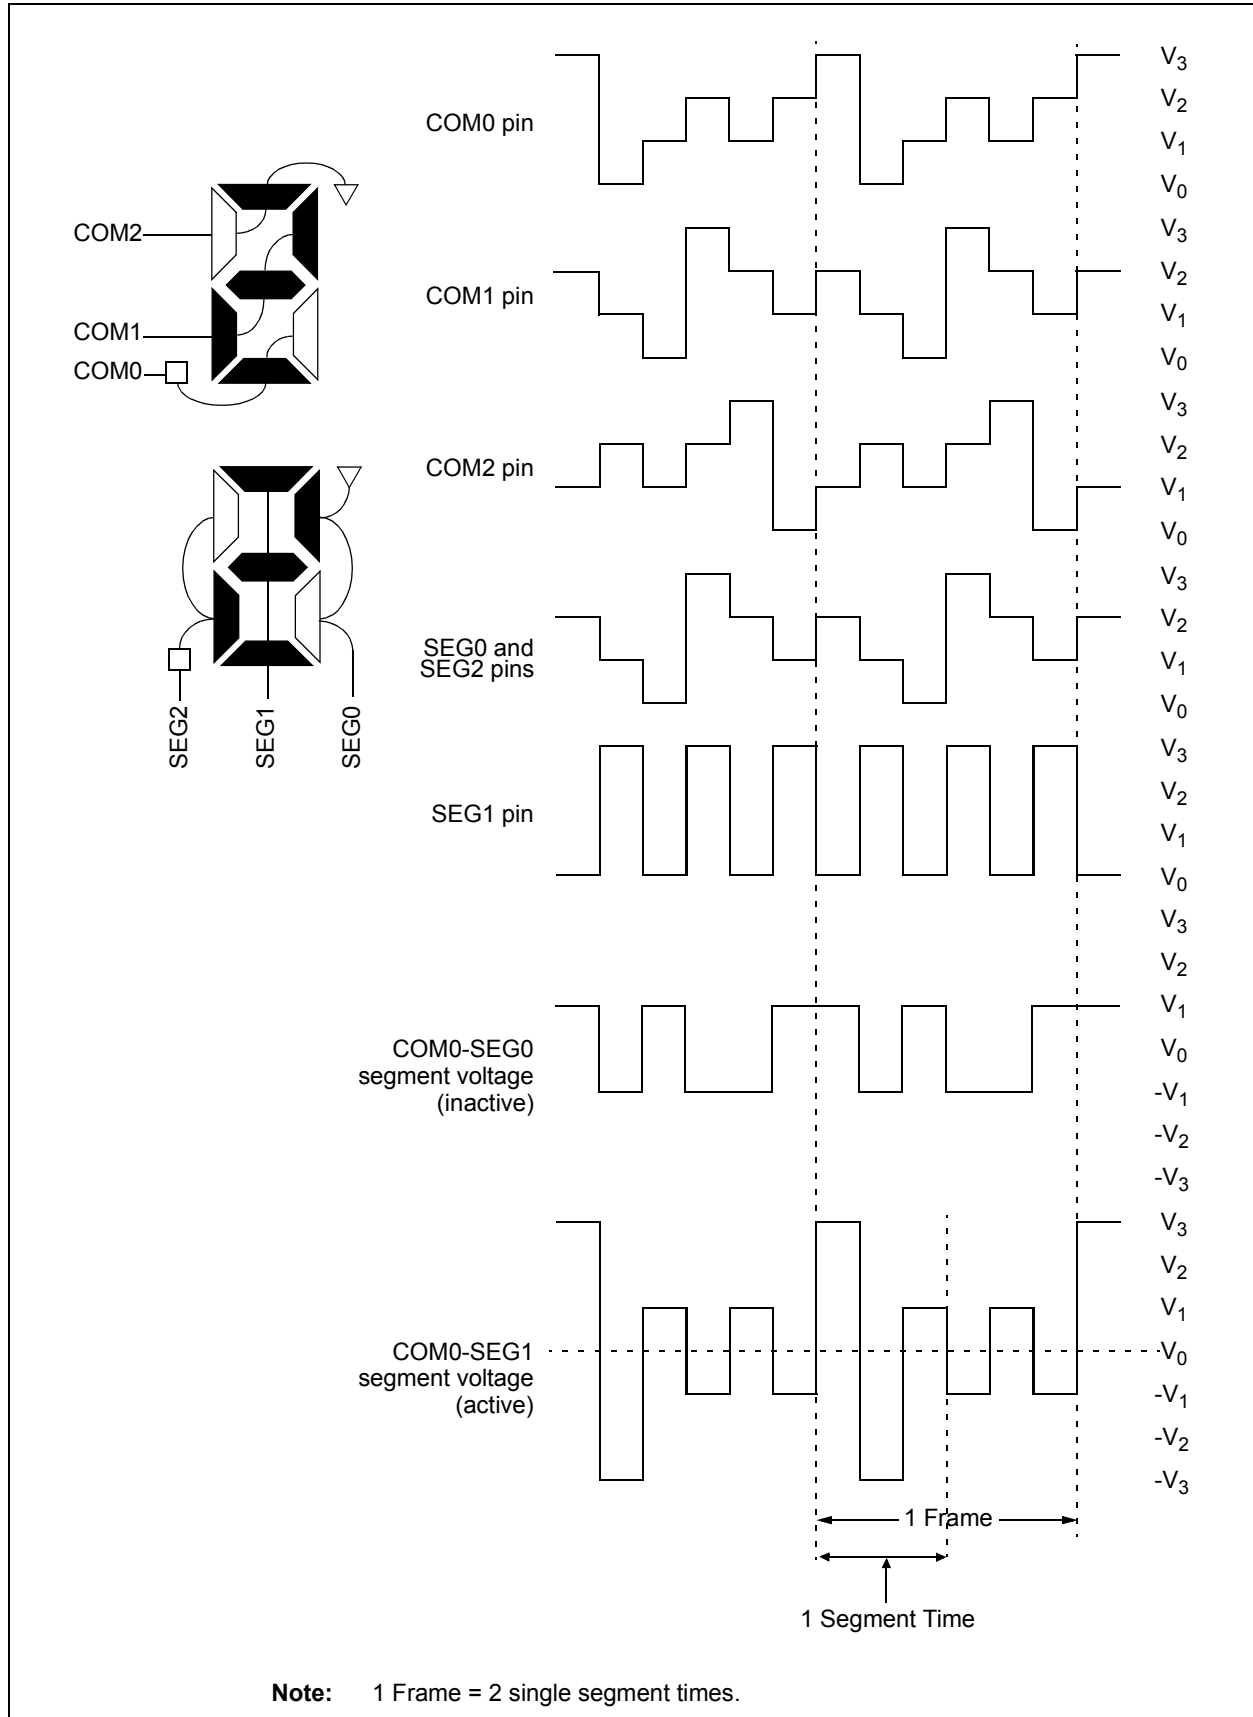 COM2
COM1
COM0
SEG2
SEG1
SEG0
COM0 pin
V3
V2
V1
V0
COM1 pin
V3
V2
V1
V0
COM2 pin
V3
V2
V1
V0
SEG0 and
SEG2 pins
V3
V2
V1
V0
SEG1 pin
V3
V2
V1
V0
COM0-SEG0
segment voltage
(inactive)
V3
V2
V1
V0
-V1
-V2
-V3
COM0-SEG1
segment voltage
(active)
V3
V2
V1
V0
-V1
-V2
-V3
1 Frame
1 Segment Time
Note: 1 Frame = 2 single segment times.